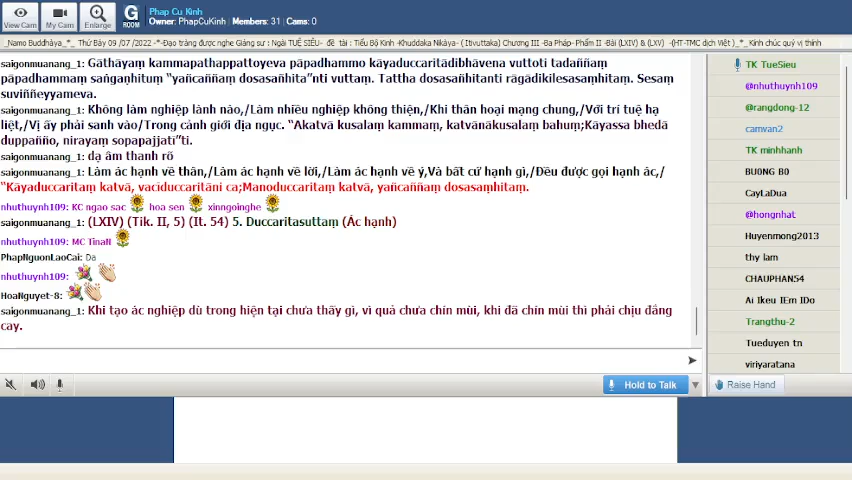 Phap Cu Kinh
Owner: PhapCuKinh | Members: 31 | Cams: 0
View Cam
My Cam
Enlarge
G ROOM
_Namo Buddhāya_*_ Thứ Bảy 09 /07 /2022 -*-Đạo tràng được nghe Giảng sư : Ngài TUỆ SIÊU- đề tài : Tiểu Bộ Kinh -Khuddaka Nikāya- ( Itivuttaka) Chương III -Ba Pháp- Phẩm II -Bài (LXIV) & (LXV) -(HT-TMC dịch Việt )_*_Kính chúc quý vị thính
saigonmuanang_1: Gāthāyaṃ kammapathappattoyeva pāpadhammo kāyaduccaritādibhāvena vuttoti tadaññaṃ
pāpadhammaṃ saṅgaṇhituṃ “yañcaññaṃ dosasaññhita”nti vuttaṃ. Tattha dosasaṃhitanti rāgādikilesasaṃhitaṃ. Sesaṃ
suviññeyyameva.
saigonmuanang_1: Không làm nghiệp lành nào,/Làm nhiều nghiệp không thiện,/Khi thân hoại mạng chung,/Với trí tuệ hạ
liệt,/Vị ấy phải sanh vào/Trong cảnh giới địa ngục. “Akatvā kusalaṃ kammaṃ, katvānākusalaṃ bahuṃ;Kāyassa bhedā
duppañño, nirayaṃ sopapajjatī”ti.
saigonmuanang_1: dạ âm thanh rõ
saigonmuanang_1: Làm ác hạnh về thân,/Làm ác hạnh về lời,/Làm ác hạnh về ý,/Và bất cứ hạnh gì,/Đều được gọi hạnh ác,/
“Kāyaduccaritaṃ katvā, vacīduccaritāni ca;Manoduccaritaṃ katvā, yañcaññaṃ dosasaṃhitaṃ.
nhuthuynh109: KC ngao sac hoa sen xinngoinghe
saigonmuanang_1: (LXIV) (Tik. II, 5) (It. 54) 5. Duccaritasuttaṃ (Ác hạnh)
nhuthuynh109: MC TinaN
PhapNguonLaoCai: Da
nhuthuynh109:
HoaNguyet-8:
saigonmuanang_1: Khi tạo ác nghiệp dù trong hiện tại chưa thấy gì, vì quả chưa chín mùi, khi đã chín mùi thì phải chịu đắng
cay.
Hold to Talk
TK TueSieu
@nhuthuynh109
@rangdong-12
camvan2
TK minhhanh
BU0NG B0
CayLaDua
@hongnhat
Huyenmong2013
thy lam
CHAUPHAN54
Ai Ikeu IEm IDo
Trangthu-2
Tueduyen tn
viriyaratana
Raise Hand